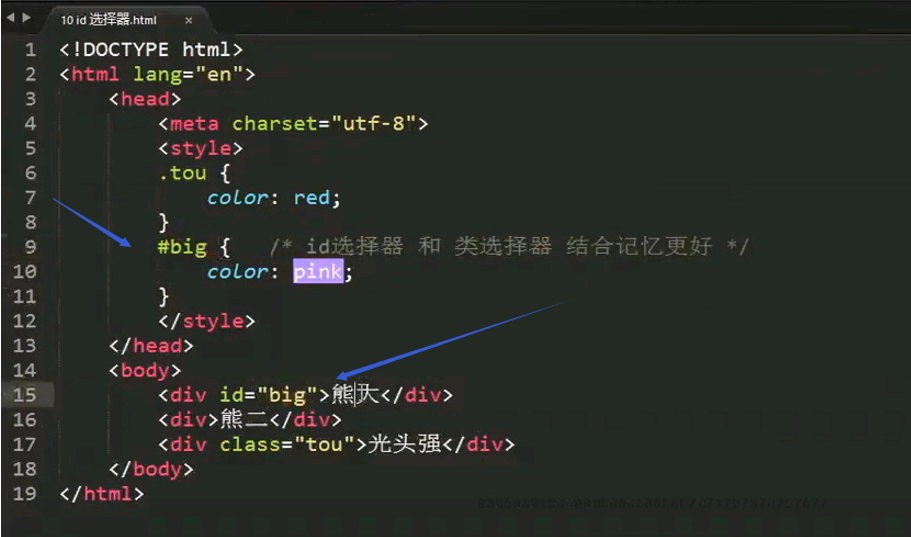 10 id 选择器.html ×
1 <!DOCTYPE html>
2 <html lang="en">
3     <head>
4         <meta charset="utf-8">
5         <style>
6         .tou {
7             color: red;
8         }
9         #big {   /* id选择器 和 类选择器 结合记忆更好 */
10             color: pink;
11         }
12         </style>
13     </head>
14     <body>
15         <div id="big">熊大</div>
16         <div>熊二</div>
17         <div class="tou">光头强</div>
18     </body>
19 </html>